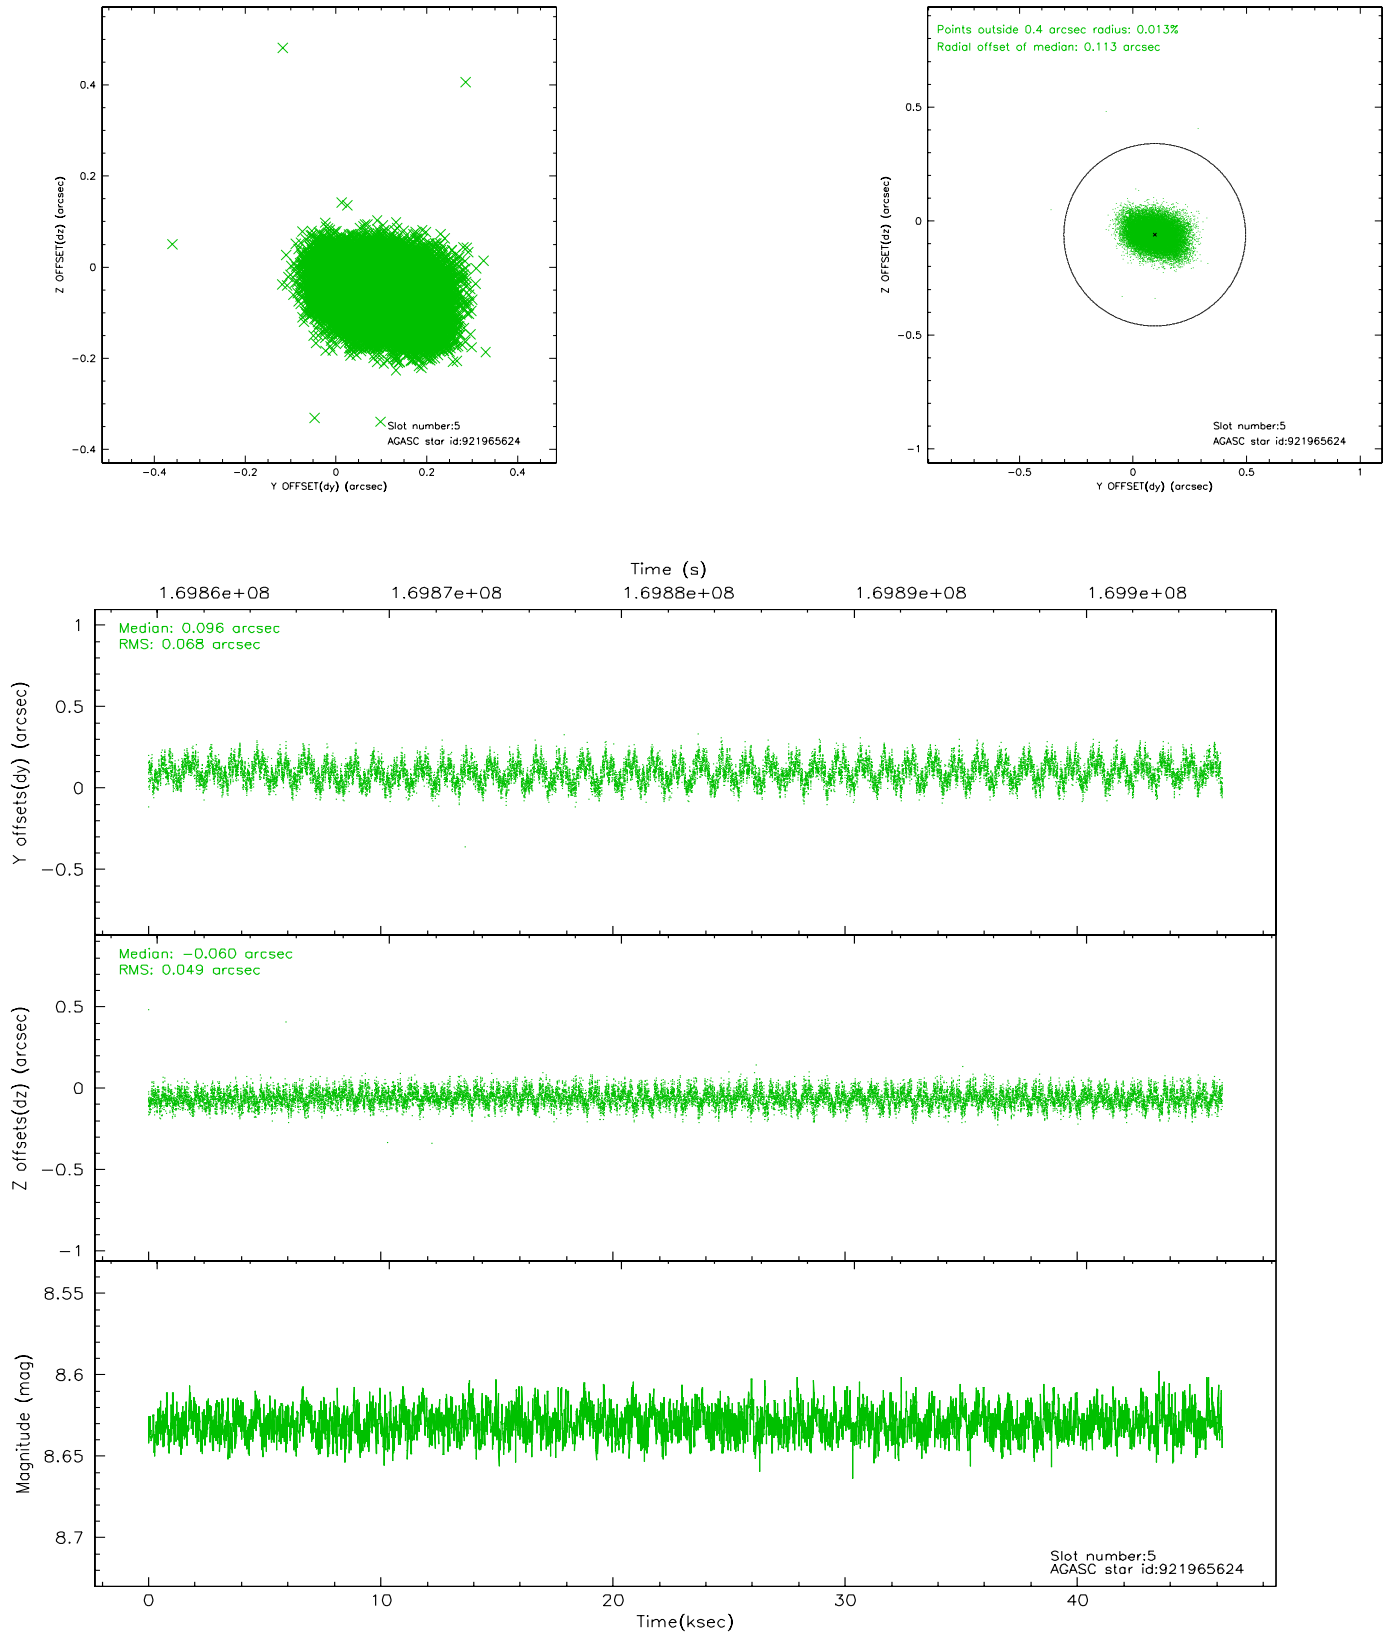 0.4
0.2
0
−0.2
−0.4
Z OFFSET(dz) (arcsec)
Slot number:5
AGASC star id:921965624
−0.4 −0.2 0 0.2 0.4
Y OFFSET(dy) (arcsec)
Points outside 0.4 arcsec radius: 0.013%
Radial offset of median: 0.113 arcsec
0.5
0
−0.5
−1
Z OFFSET(dz) (arcsec)
Slot number:5
AGASC star id:921965624
−0.5 0 0.5 1
Y OFFSET(dy) (arcsec)
Time (s)
1.6986e+08 1.6987e+08 1.6988e+08 1.6989e+08 1.699e+08
Median: 0.096 arcsec
RMS: 0.068 arcsec
1
0.5
0
−0.5
Y offsets(dy) (arcsec)
Median: −0.060 arcsec
RMS: 0.049 arcsec
0.5
0
−0.5
−1
Z offsets(dz) (arcsec)
8.55
8.6
8.65
8.7
Magnitude (mag)
Slot number:5
AGASC star id:921965624
0 10 20 30 40
Time(ksec)